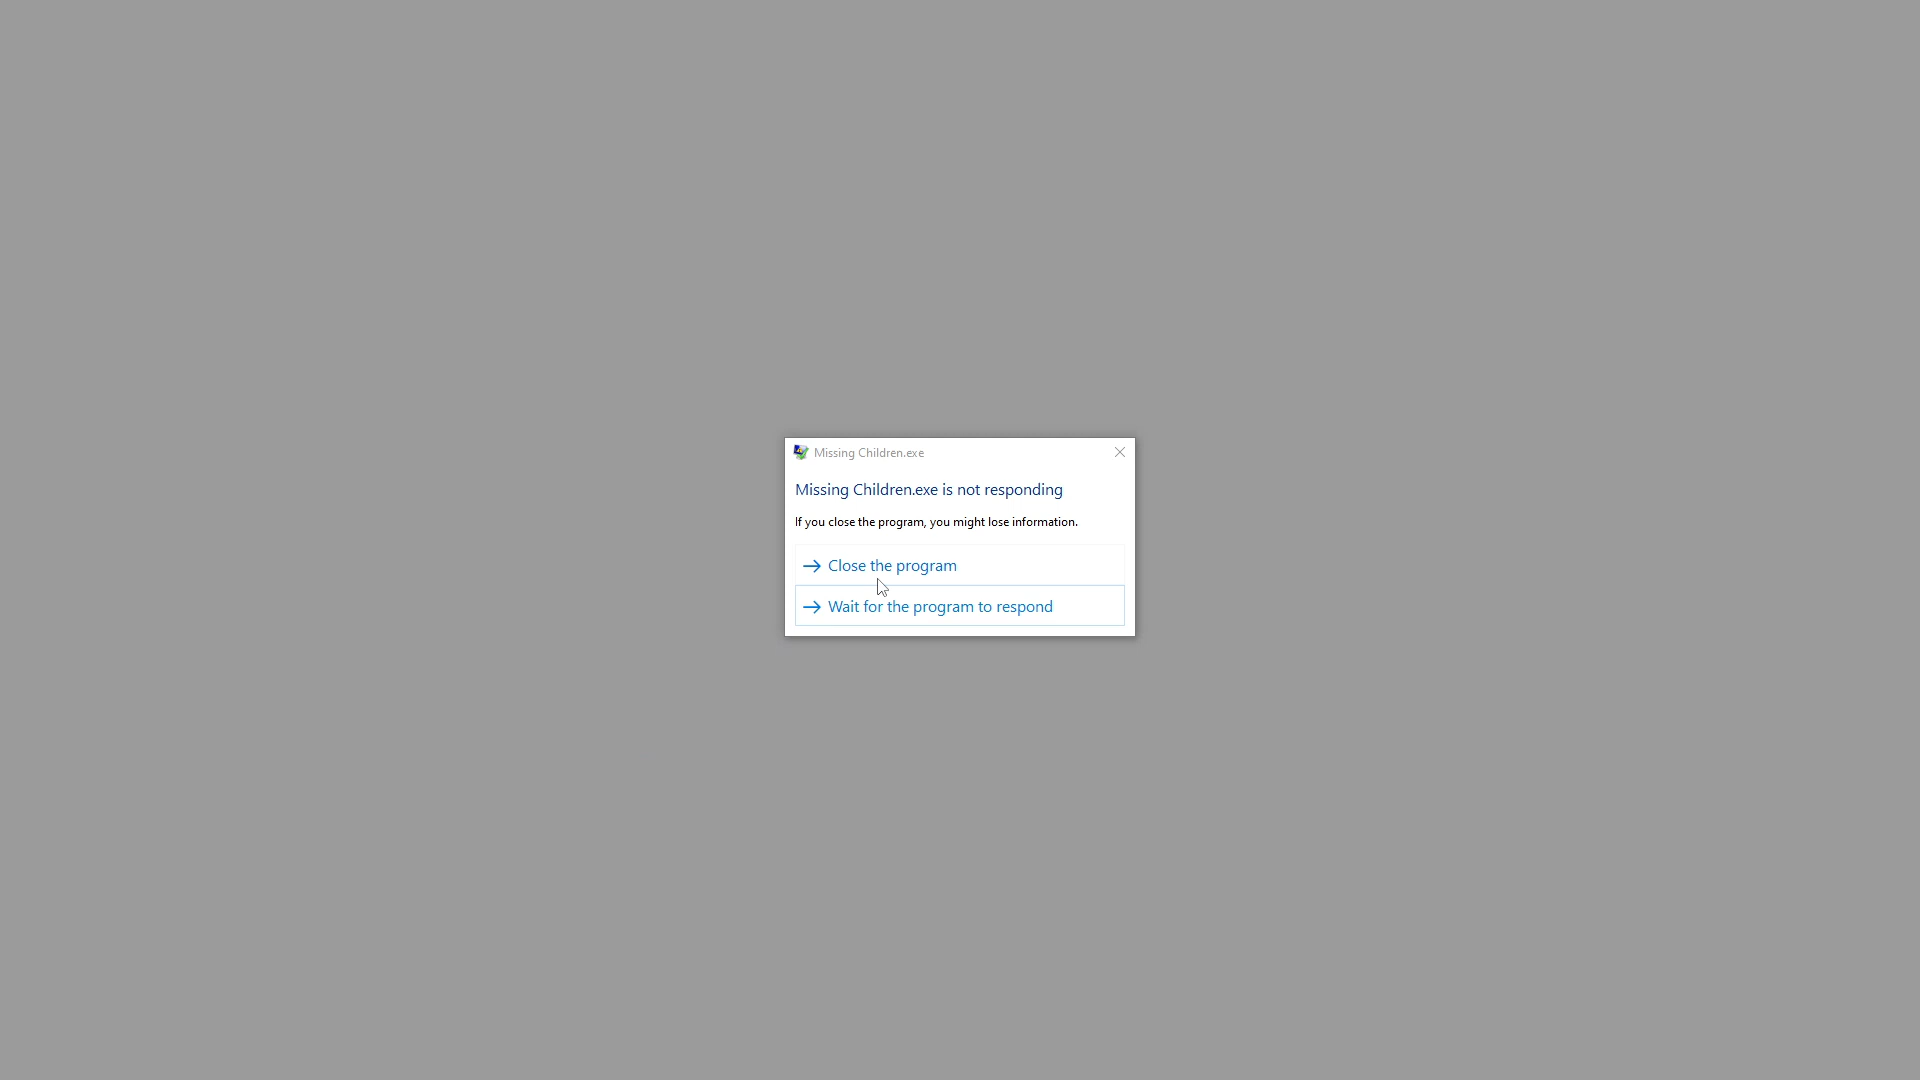 Missing Children.exe
Missing Children.exe is not responding
If you close the program, you might lose information.
Close the program
Wait for the program to respond